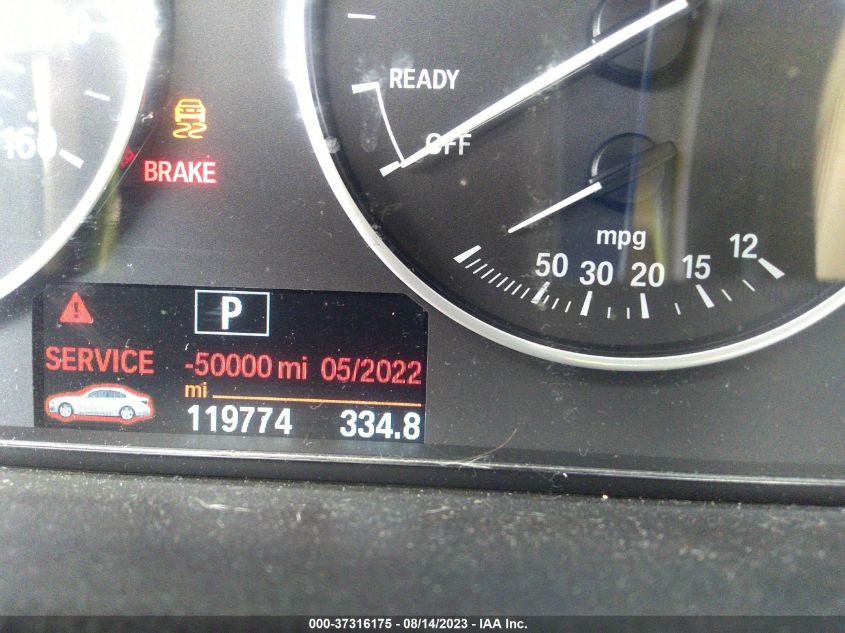 160
READY
OFF
BRAKE
mpg
50 30 20 15 12
P
SERVICE -50000 mi 05/2022
mi
119774 334.8
000-37316175 - 08/14/2023 - IAA Inc.